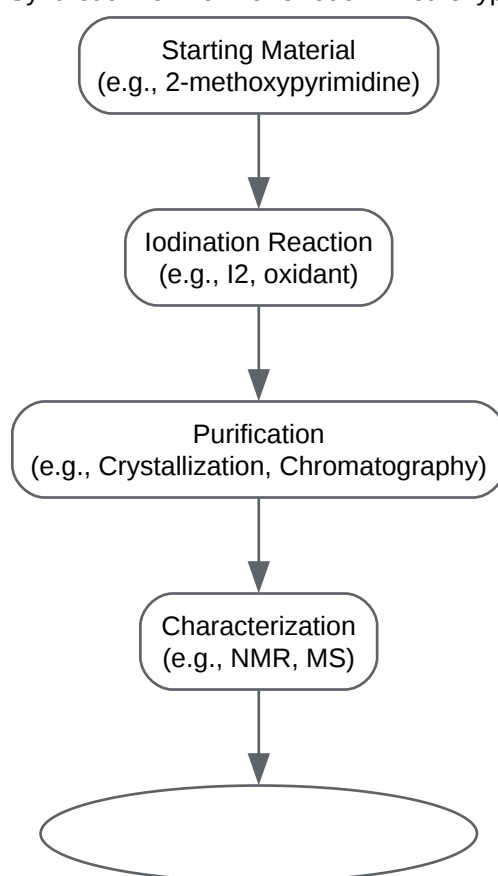 Starting Material
(e.g., 2-methoxypyrimidine)
Iodination Reaction
(e.g., I2, oxidant)
Purification
(e.g., Crystallization, Chromatography)
Characterization
(e.g., NMR, MS)